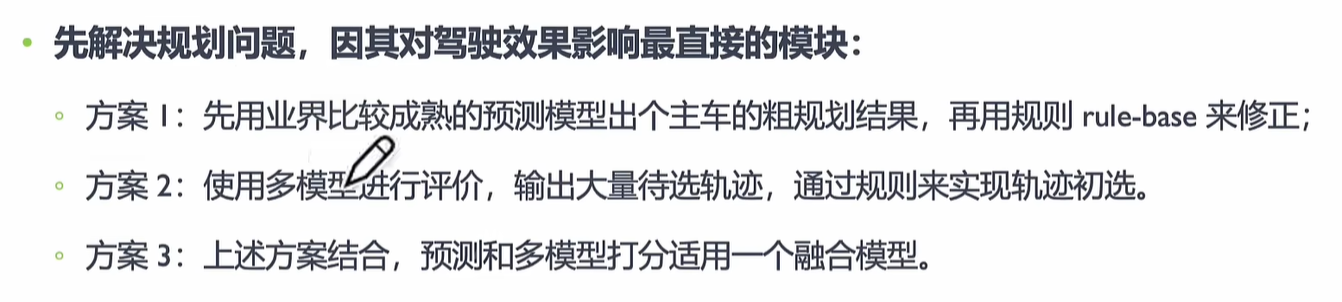 先解决规划问题，因其对驾驶效果影响最直接的模块：
方案 1：先用业界比较成熟的预测模型出个主车的粗规划结果，再用规则 rule-base 来修正；
方案 2：使用多模型进行评价，输出大量待选轨迹，通过规则来实现轨迹初选。
方案 3：上述方案结合，预测和多模型打分适用一个融合模型。